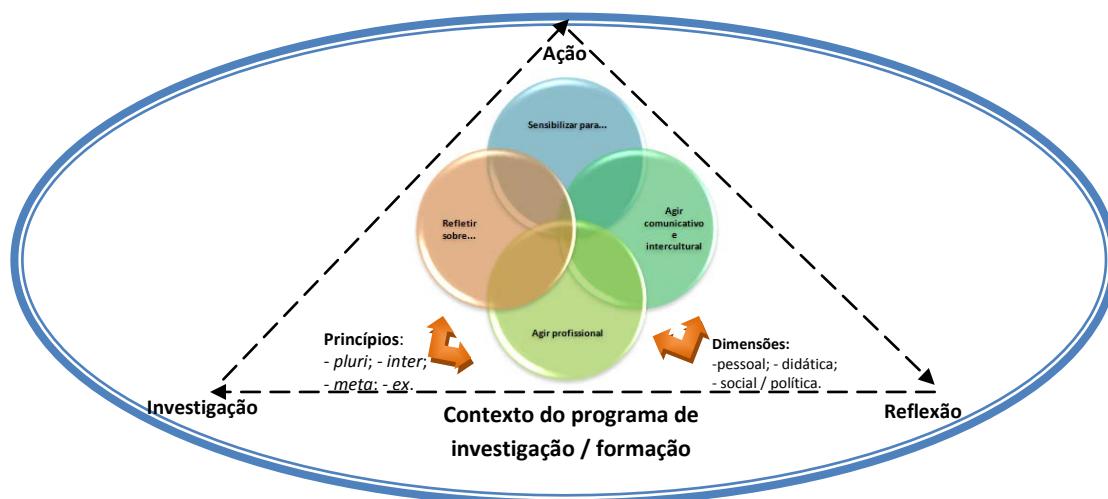 Ação
Sensibilizar para...
Refletir
sobre...
Agir
comunicativo
e
intercultural
Agir profissional
Princípios:
- pluri; - inter;
- meta; - ex.
Dimensões:
-pessoal; - didática;
- social / política.
Investigação
Reflexão
Contexto do programa de
investigação / formação